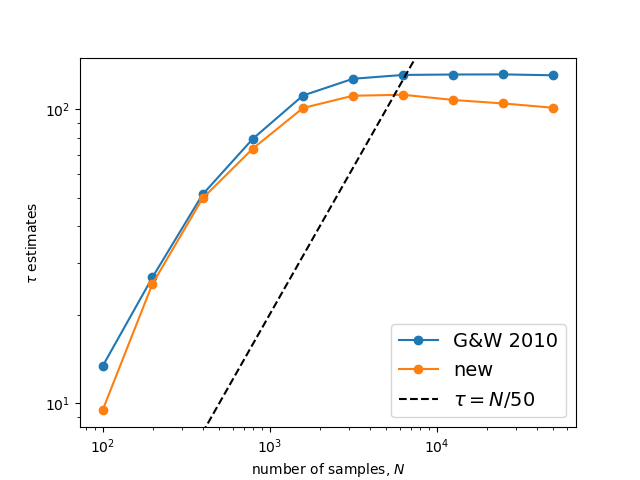 10²
10¹
τ estimates
G&W 2010
new
τ = N/50
10² 10³ 10⁴
number of samples, N